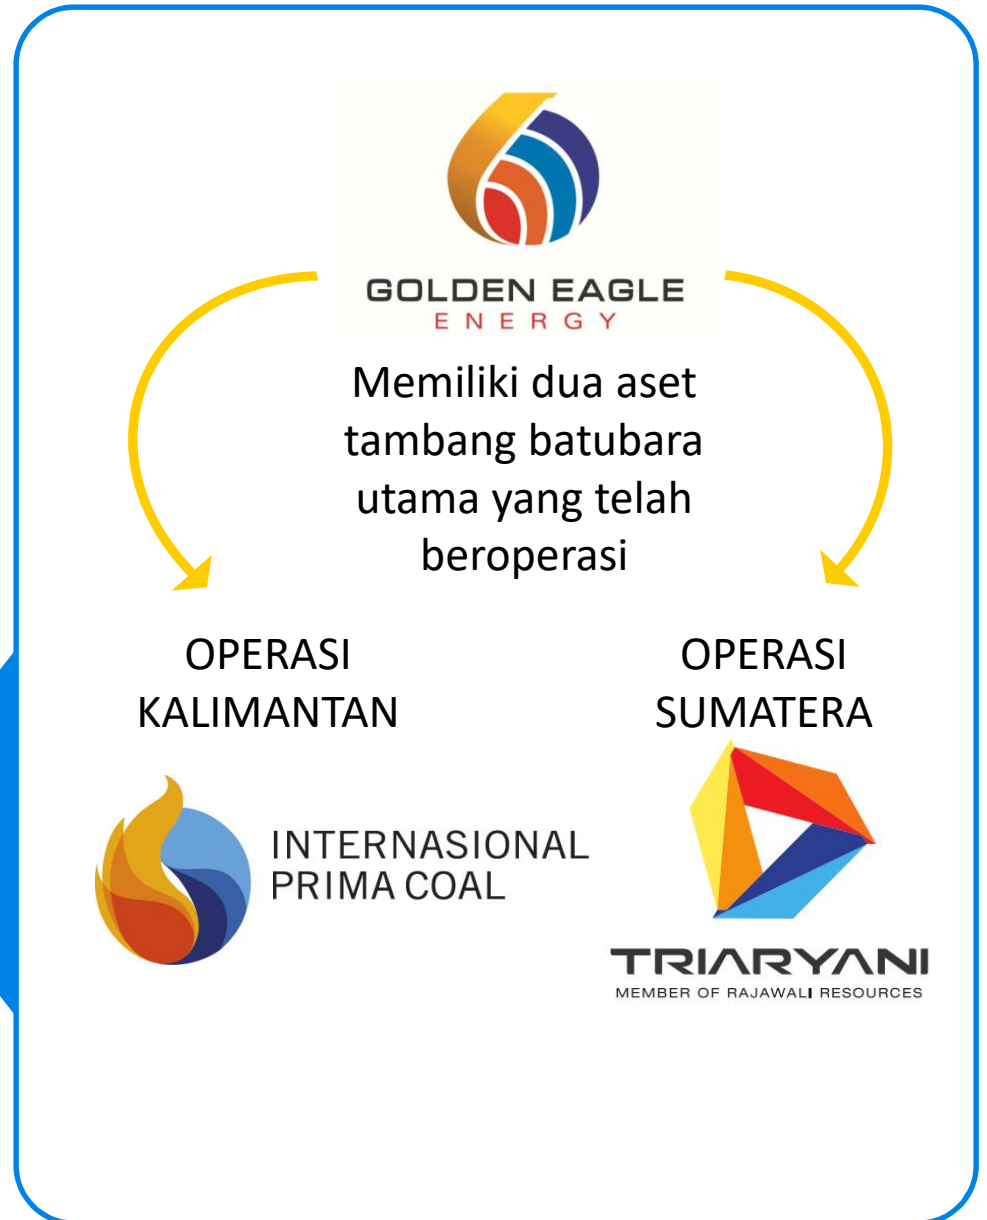 GOLDEN EAGLE
ENERGY
Memiliki dua aset
tambang batubara
utama yang telah
beroperasi
OPERASI
KALIMANTAN
INTERNASIONAL
PRIMA COAL
OPERASI
SUMATERA
TRIARYANI
MEMBER OF RAJAWALI RESOURCES